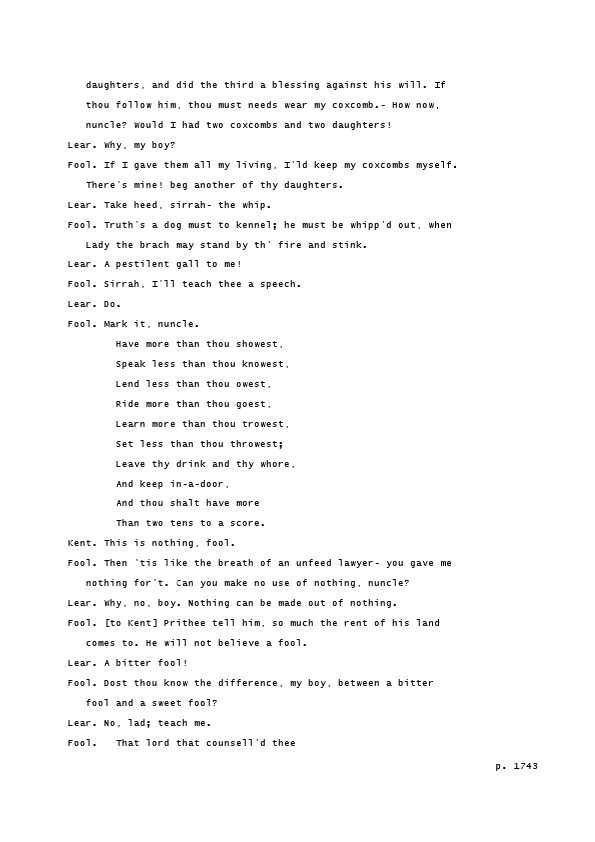 daughters, and did the third a blessing against his will. If
thou follow him, thou must needs wear my coxcomb.- How now,
nuncle? Would I had two coxcombs and two daughters!
Lear. Why, my boy?
Fool. If I gave them all my living, I'ld keep my coxcombs myself.
There's mine! beg another of thy daughters.
Lear. Take heed, sirrah- the whip.
Fool. Truth's a dog must to kennel; he must be whipp'd out, when
Lady the brach may stand by th' fire and stink.
Lear. A pestilent gall to me!
Fool. Sirrah, I'll teach thee a speech.
Lear. Do.
Fool. Mark it, nuncle.
Have more than thou showest,
Speak less than thou knowest,
Lend less than thou owest,
Ride more than thou goest,
Learn more than thou trowest,
Set less than thou throwest;
Leave thy drink and thy whore,
And keep in-a-door,
And thou shalt have more
Than two tens to a score.
Kent. This is nothing, fool.
Fool. Then 'tis like the breath of an unfeed lawyer- you gave me
nothing for't. Can you make no use of nothing, nuncle?
Lear. Why, no, boy. Nothing can be made out of nothing.
Fool. [to Kent] Prithee tell him, so much the rent of his land
comes to. He will not believe a fool.
Lear. A bitter fool!
Fool. Dost thou know the difference, my boy, between a bitter
fool and a sweet fool?
Lear. No, lad; teach me.
Fool.   That lord that counsell'd thee
p. 1743